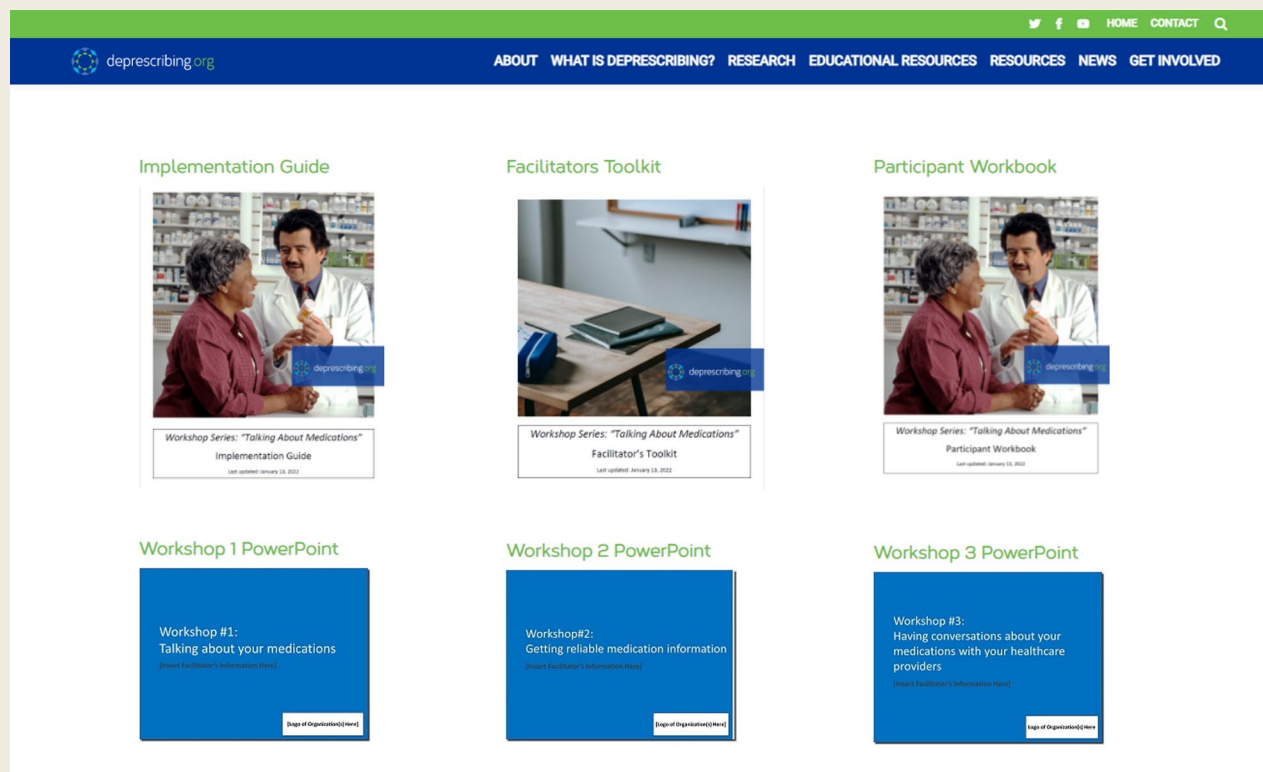 HOME CONTACT
deprescribing.org
ABOUT WHAT IS DEPRESCRIBING? RESEARCH EDUCATIONAL RESOURCES RESOURCES NEWS GET INVOLVED
Implementation Guide
Facilitators Toolkit
Participant Workbook
deprescribing.org
deprescribing.org
deprescribing.org
Workshop Series: "Talking About Medications"
Implementation Guide
Last updated: January 13, 2022
Workshop Series: "Talking About Medications"
Facilitator's Toolkit
Last updated: January 13, 2022
Workshop Series: "Talking About Medications"
Participant Workbook
Last updated: January 13, 2022
Workshop 1 PowerPoint
Workshop 2 PowerPoint
Workshop 3 PowerPoint
Workshop #1:
Talking about your medications
[Insert Facilitator's Information Here]
[Logo of Organization(s) Here]
Workshop#2:
Getting reliable medication information
[Insert Facilitator's Information Here]
[Logo of Organization(s) Here]
Workshop #3:
Having conversations about your
medications with your healthcare
providers
[Insert Facilitator's Information Here]
Logo of Organization(s) Here